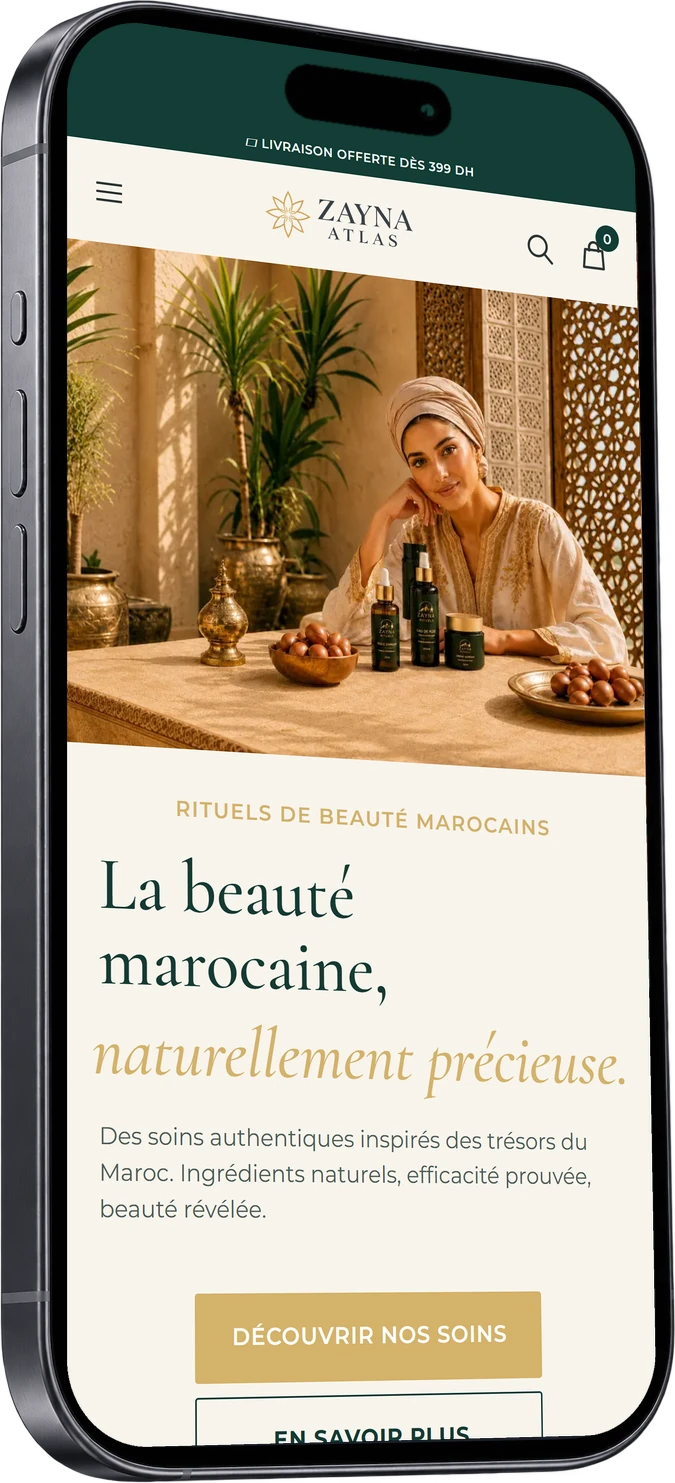 LIVRAISON OFFERTE DÈS 399 DH
ZAYNA
ATLAS
0
RITUELS DE BEAUTÉ MAROCAINS
La beauté
marocaine,
naturellement précieuse.
Des soins authentiques inspirés des trésors du
Maroc. Ingrédients naturels, efficacité prouvée,
beauté révélée.
DÉCOUVRIR NOS SOINS
EN SAVOIR PLUS